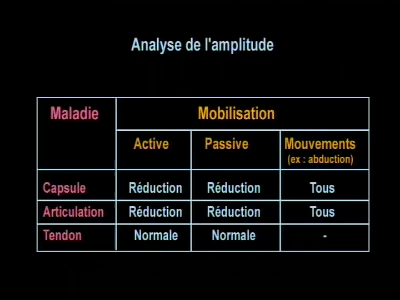 Analyse de l'amplitude
Maladie Mobilisation
Active Passive Mouvements
(ex : abduction)
Capsule Réduction Réduction Tous
Articulation Réduction Réduction Tous
Tendon Normale Normale -